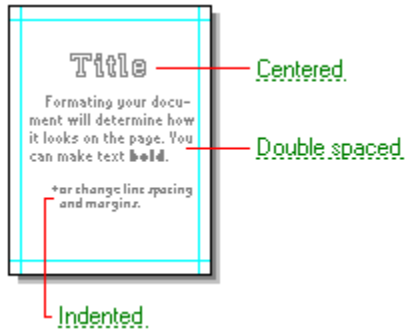 Title
Centered
Formating your docu-
ment will determine how
it looks on the page. You
can make text bold.
Double spaced
+or change line spacing
and margins.
Indented